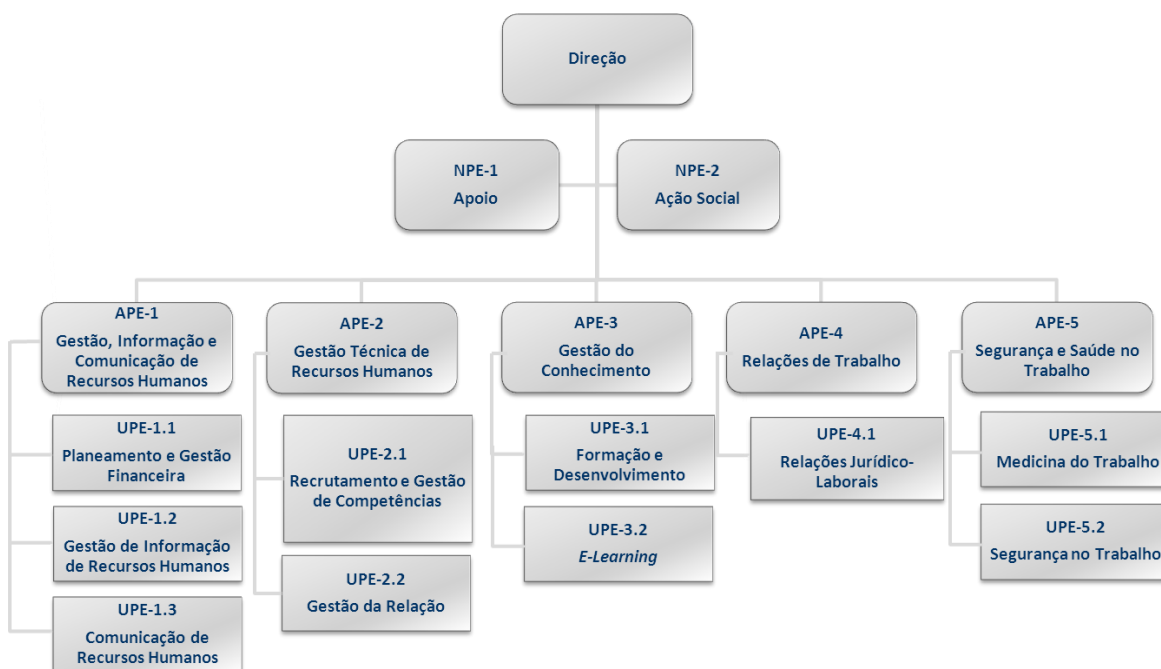 Direção
NPE-1
Apoio
NPE-2
Ação Social
APE-1
Gestão, Informação e
Comunicação de
Recursos Humanos
UPE-1.1
Planeamento e Gestão
Financeira
UPE-1.2
Gestão de Informação
de Recursos Humanos
UPE-1.3
Comunicação de
Recursos Humanos
APE-2
Gestão Técnica de
Recursos Humanos
UPE-2.1
Recrutamento e Gestão
de Competências
UPE-2.2
Gestão da Relação
APE-3
Gestão do
Conhecimento
UPE-3.1
Formação e
Desenvolvimento
UPE-3.2
E-Learning
APE-4
Relações de Trabalho
UPE-4.1
Relações Jurídico-
Laborais
APE-5
Segurança e Saúde no
Trabalho
UPE-5.1
Medicina do Trabalho
UPE-5.2
Segurança no Trabalho